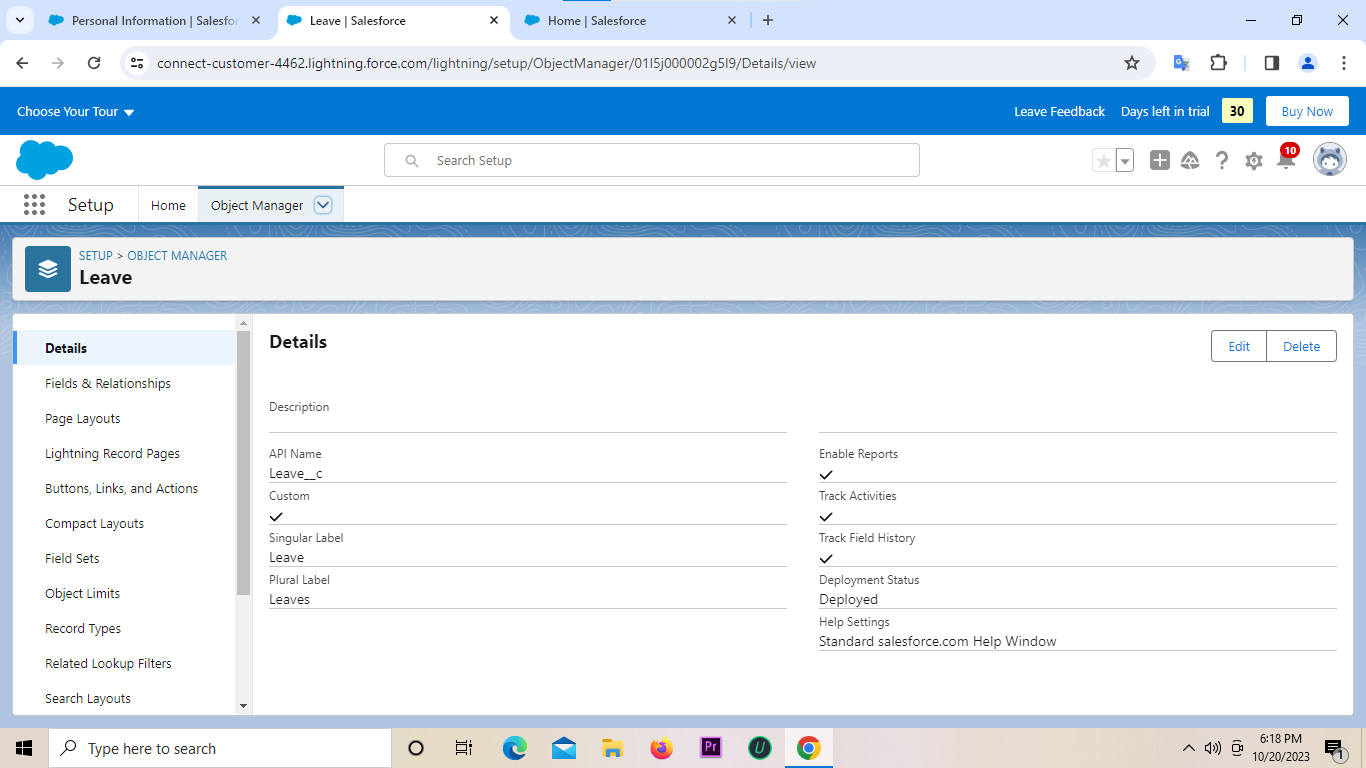 Personal Information | Salesfor
Leave | Salesforce
Home | Salesforce
connect-customer-4462.lightning.force.com/lightning/setup/ObjectManager/01I5j000002g5I9/Details/view
Choose Your Tour
Leave Feedback
Days left in trial
30
Buy Now
Search Setup
10
Setup
Home
Object Manager
SETUP > OBJECT MANAGER
Leave
Details
Fields & Relationships
Page Layouts
Lightning Record Pages
Buttons, Links, and Actions
Compact Layouts
Field Sets
Object Limits
Record Types
Related Lookup Filters
Search Layouts
Details
Edit
Delete
Description
API Name
Leave__c
Custom
Singular Label
Leave
Plural Label
Leaves
Enable Reports
Track Activities
Track Field History
Deployment Status
Deployed
Help Settings
Standard salesforce.com Help Window
Type here to search
Pr
U
6:18 PM
10/20/2023
1